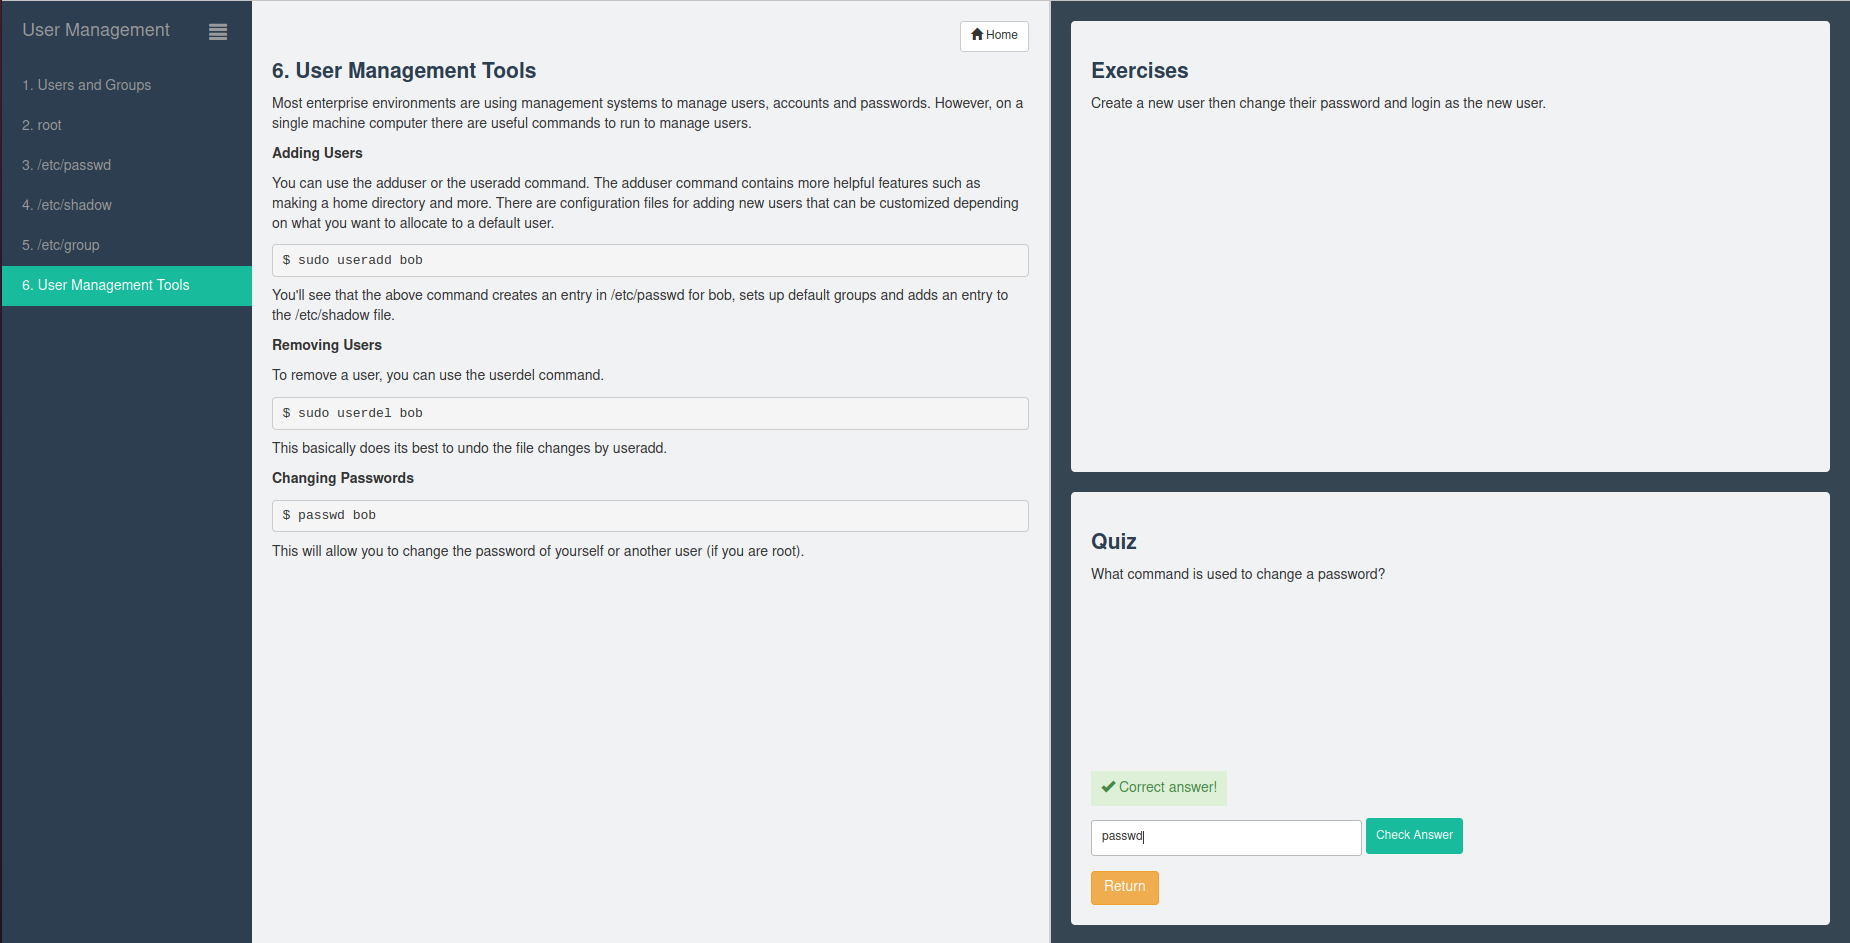 User Management
1. Users and Groups
2. root
3. /etc/passwd
4. /etc/shadow
5. /etc/group
6. User Management Tools
Home
6. User Management Tools
Most enterprise environments are using management systems to manage users, accounts and passwords. However, on a
single machine computer there are useful commands to run to manage users.
Adding Users
You can use the adduser or the useradd command. The adduser command contains more helpful features such as
making a home directory and more. There are configuration files for adding new users that can be customized depending
on what you want to allocate to a default user.
$ sudo useradd bob
You'll see that the above command creates an entry in /etc/passwd for bob, sets up default groups and adds an entry to
the /etc/shadow file.
Removing Users
To remove a user, you can use the userdel command.
$ sudo userdel bob
This basically does its best to undo the file changes by useradd.
Changing Passwords
$ passwd bob
This will allow you to change the password of yourself or another user (if you are root).
Exercises
Create a new user then change their password and login as the new user.
Quiz
What command is used to change a password?
Correct answer!
passwd
Check Answer
Return